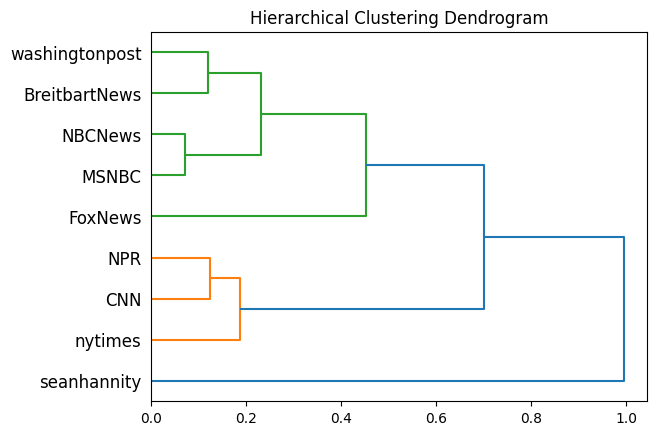 Hierarchical Clustering Dendrogram
washingtonpost
BreitbartNews
NBCNews
MSNBC
FoxNews
NPR
CNN
nytimes
seanhannity
0.0 0.2 0.4 0.6 0.8 1.0